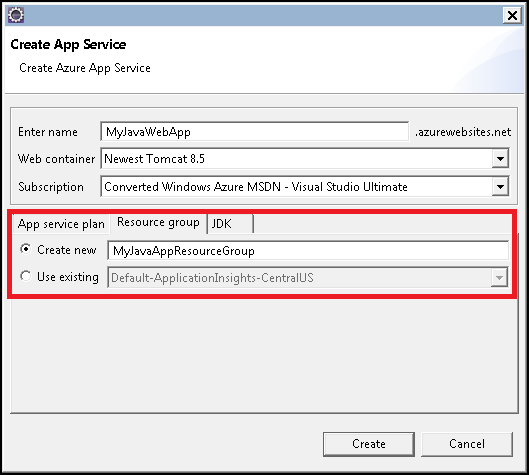 Create App Service
Create Azure App Service
Enter name MyJavaWebApp .azurewebsites.net
Web container Newest Tomcat 8.5
Subscription Converted Windows Azure MSDN - Visual Studio Ultimate
App service plan Resource group JDK
Create new MyJavaAppResourceGroup
Use existing Default-ApplicationInsights-CentralUS
Create Cancel